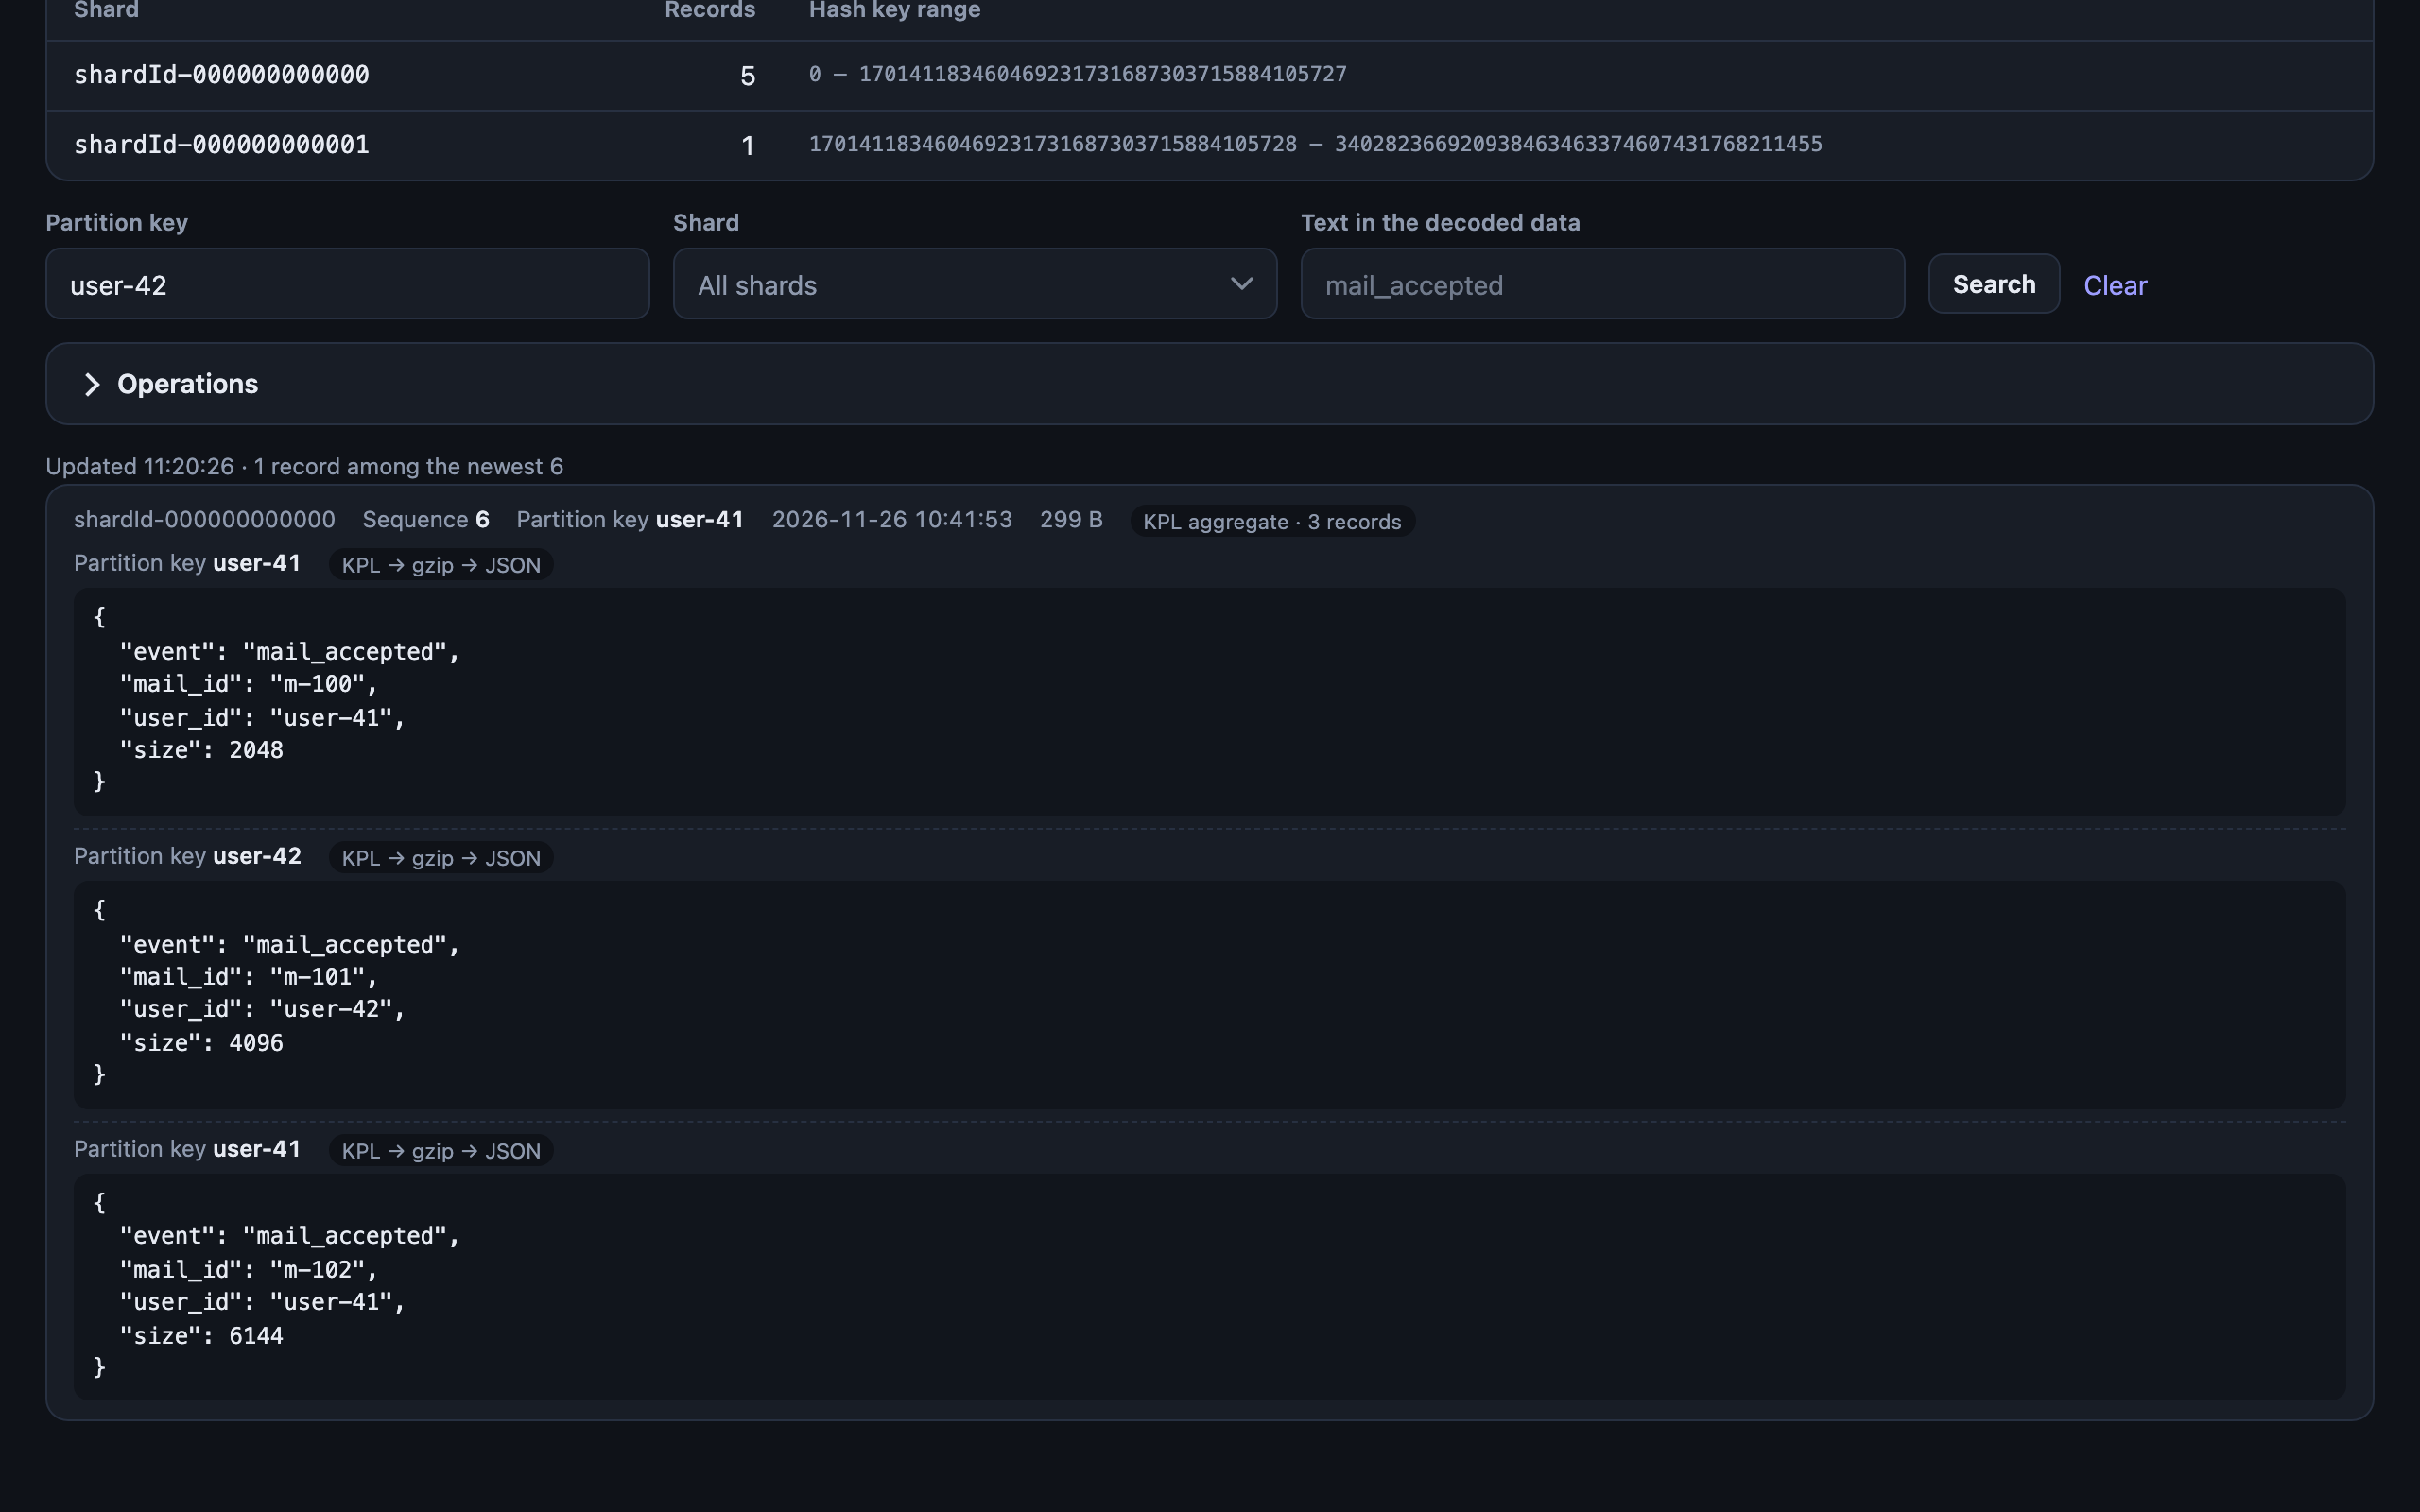 Shard Records Hash key range
shardId-000000000000 5 0 — 170141183460469231731687303715884105727
shardId-000000000001 1 170141183460469231731687303715884105728 — 340282366920938463463374607431768211455
Partition key Shard Text in the decoded data
user-42 All shards mail_accepted Search Clear
Operations
Updated 11:20:26 · 1 record among the newest 6
shardId-000000000000 Sequence 6 Partition key user-41 2026-11-26 10:41:53 299 B KPL aggregate · 3 records
Partition key user-41 KPL → gzip → JSON
{
"event": "mail_accepted",
"mail_id": "m-100",
"user_id": "user-41",
"size": 2048
}
Partition key user-42 KPL → gzip → JSON
{
"event": "mail_accepted",
"mail_id": "m-101",
"user_id": "user-42",
"size": 4096
}
Partition key user-41 KPL → gzip → JSON
{
"event": "mail_accepted",
"mail_id": "m-102",
"user_id": "user-41",
"size": 6144
}